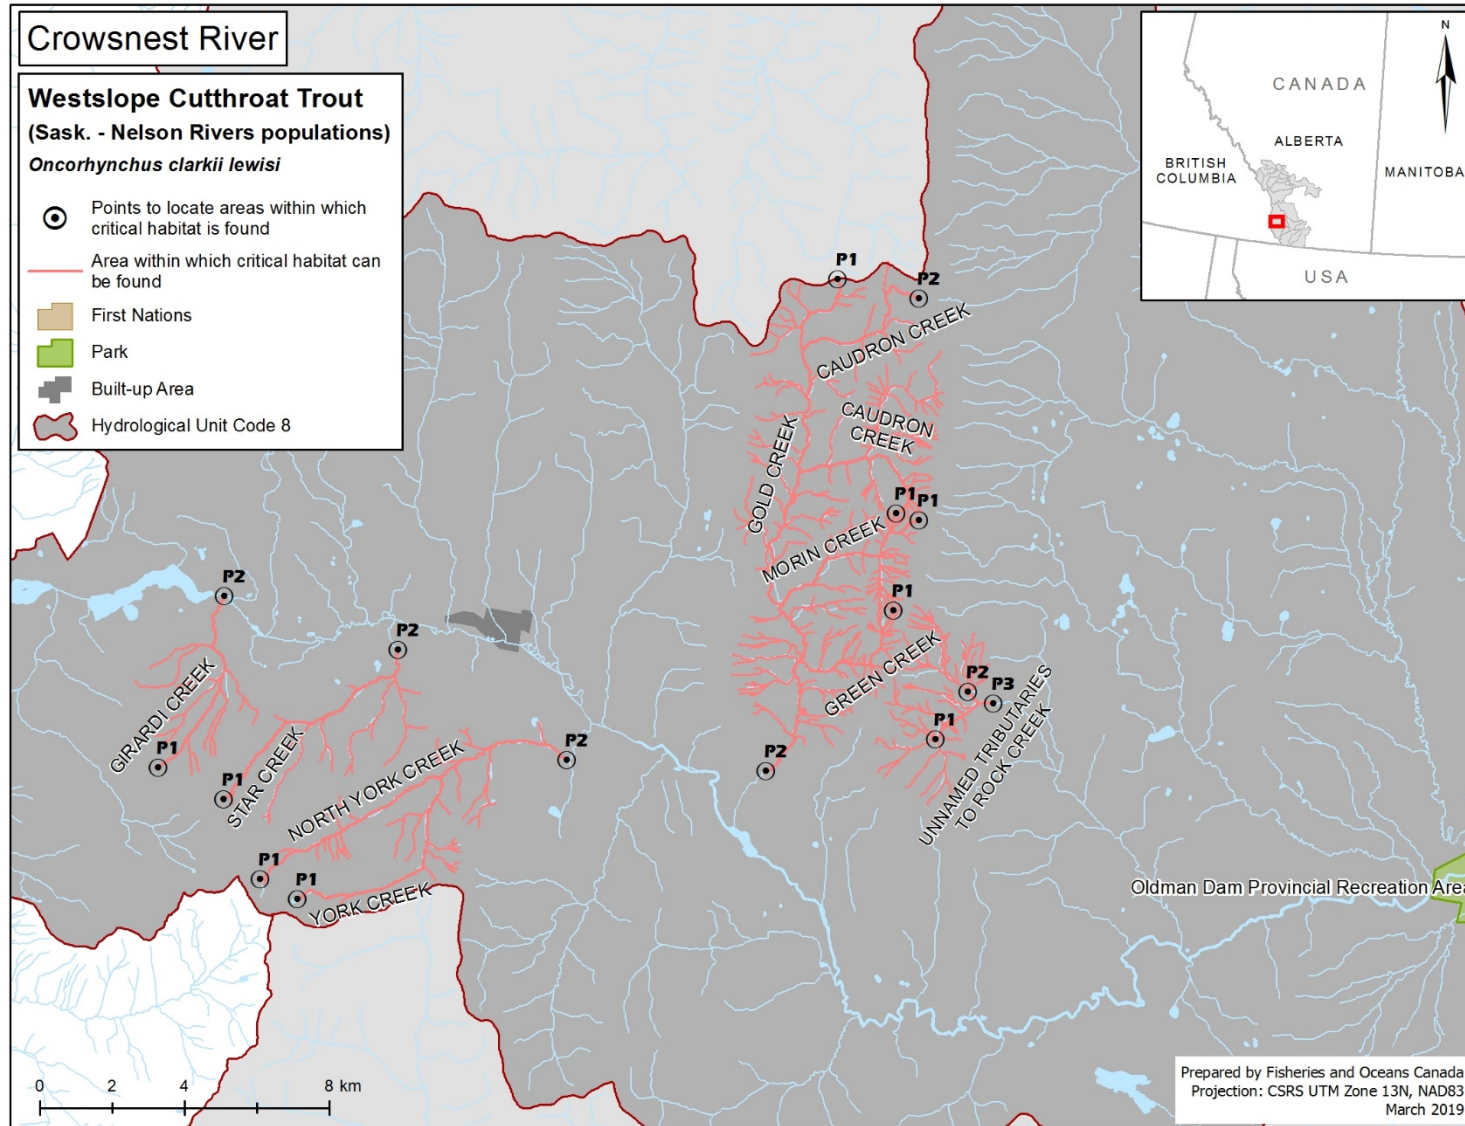 Crowsnest River
Westslope Cutthroat Trout
(Sask. - Nelson Rivers populations)
Oncorhynchus clarkii lewisi
Points to locate areas within which
critical habitat is found
Area within which critical habitat can
be found
First Nations
Park
Built-up Area
Hydrological Unit Code 8
N
CANADA
ALBERTA
BRITISH
COLUMBIA
MANITOBA
USA
P1
P2
CAUDRON CREEK
CAUDRON
CREEK
GOLD CREEK
P1
P1
MORIN CREEK
P2
P1
P2
GREEN CREEK
P2
P3
P1
UNNAMED TRIBUTARIES
TO ROCK CREEK
GIRARDI CREEK
P1
P1
STAR CREEK
NORTH YORK CREEK
P2
P2
P1
P1
YORK CREEK
Oldman Dam Provincial Recreation Area
0 2 4 8 km
Prepared by Fisheries and Oceans Canada
Projection: CSRS UTM Zone 13N, NAD83
March 2019